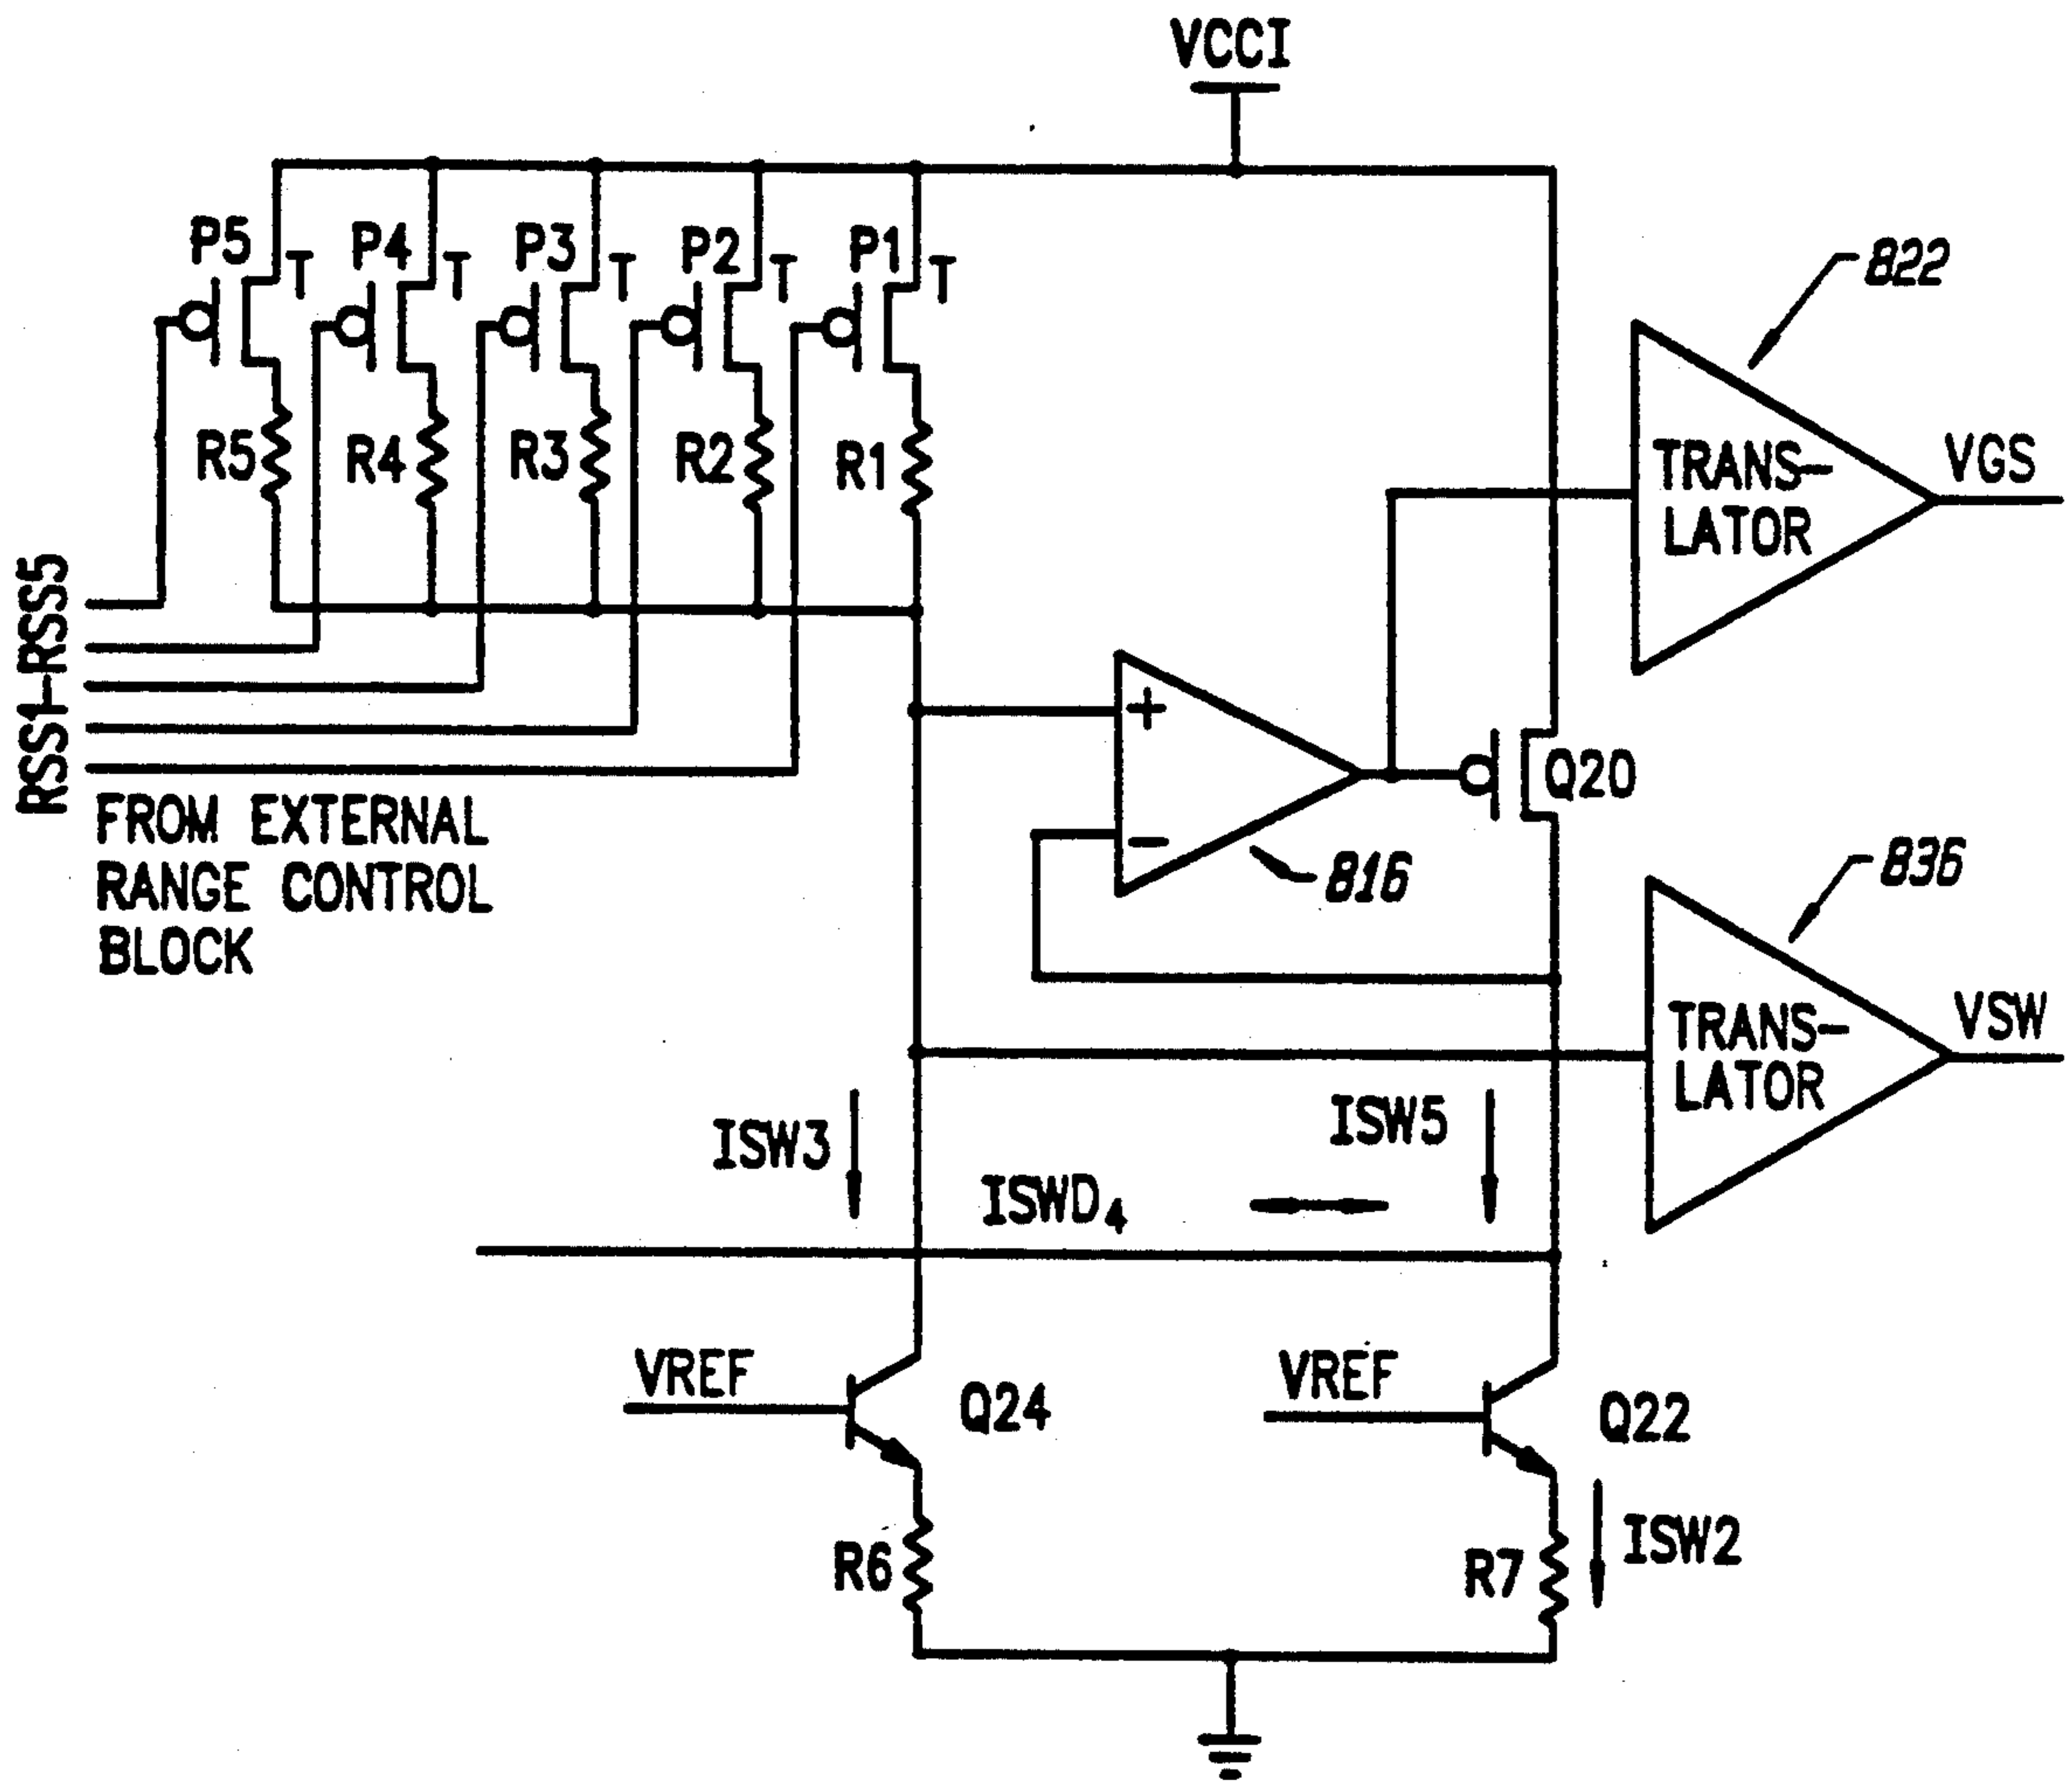 VCCI
P5
T
P4
T
P3
T
P2
T
P1
T
822
R5
R4
R3
R2
R1
TRANS-
LATOR
VGS
RSS1-RSS5
FROM EXTERNAL
RANGE CONTROL
BLOCK
+
-
Q20
816
836
TRANS-
LATOR
VSW
ISW3
ISWD4
ISW5
VREF
Q24
VREF
Q22
R6
R7
ISW2